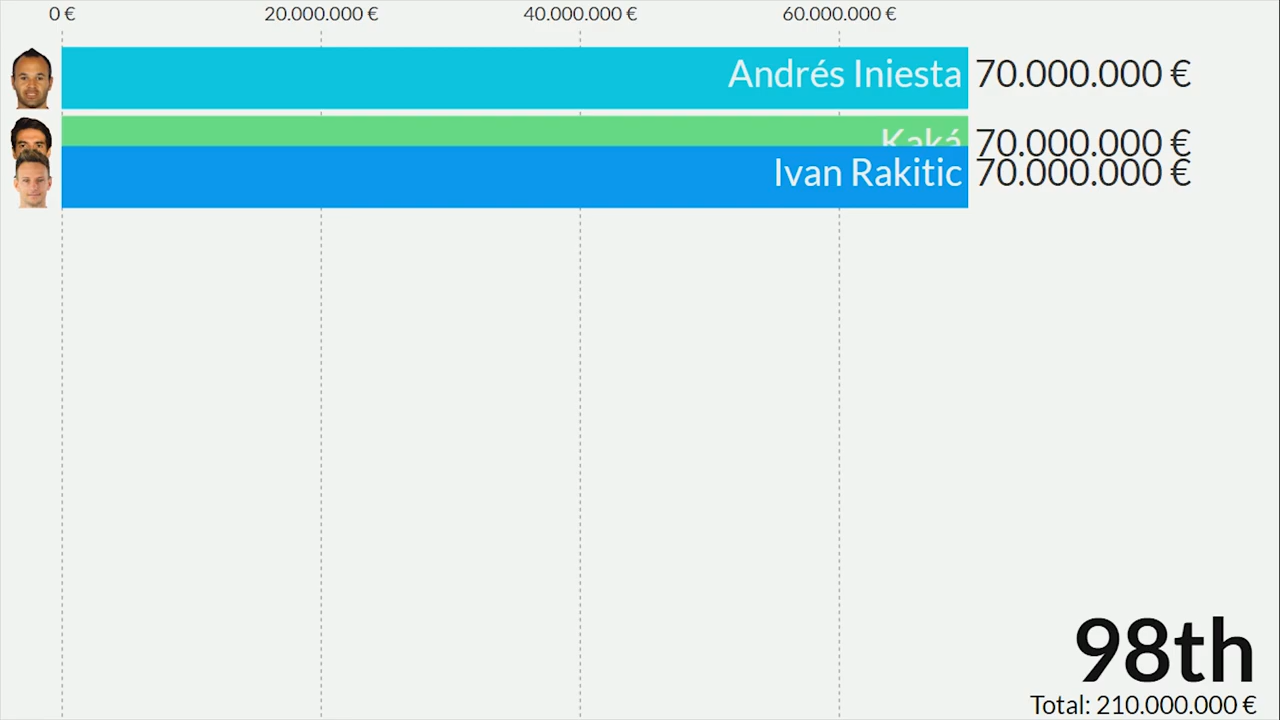 0 € 20.000.000 € 40.000.000 € 60.000.000 €
Andrés Iniesta 70.000.000 €
Kaká 70.000.000 €
Ivan Rakitic 70.000.000 €
98th
Total: 210.000.000 €